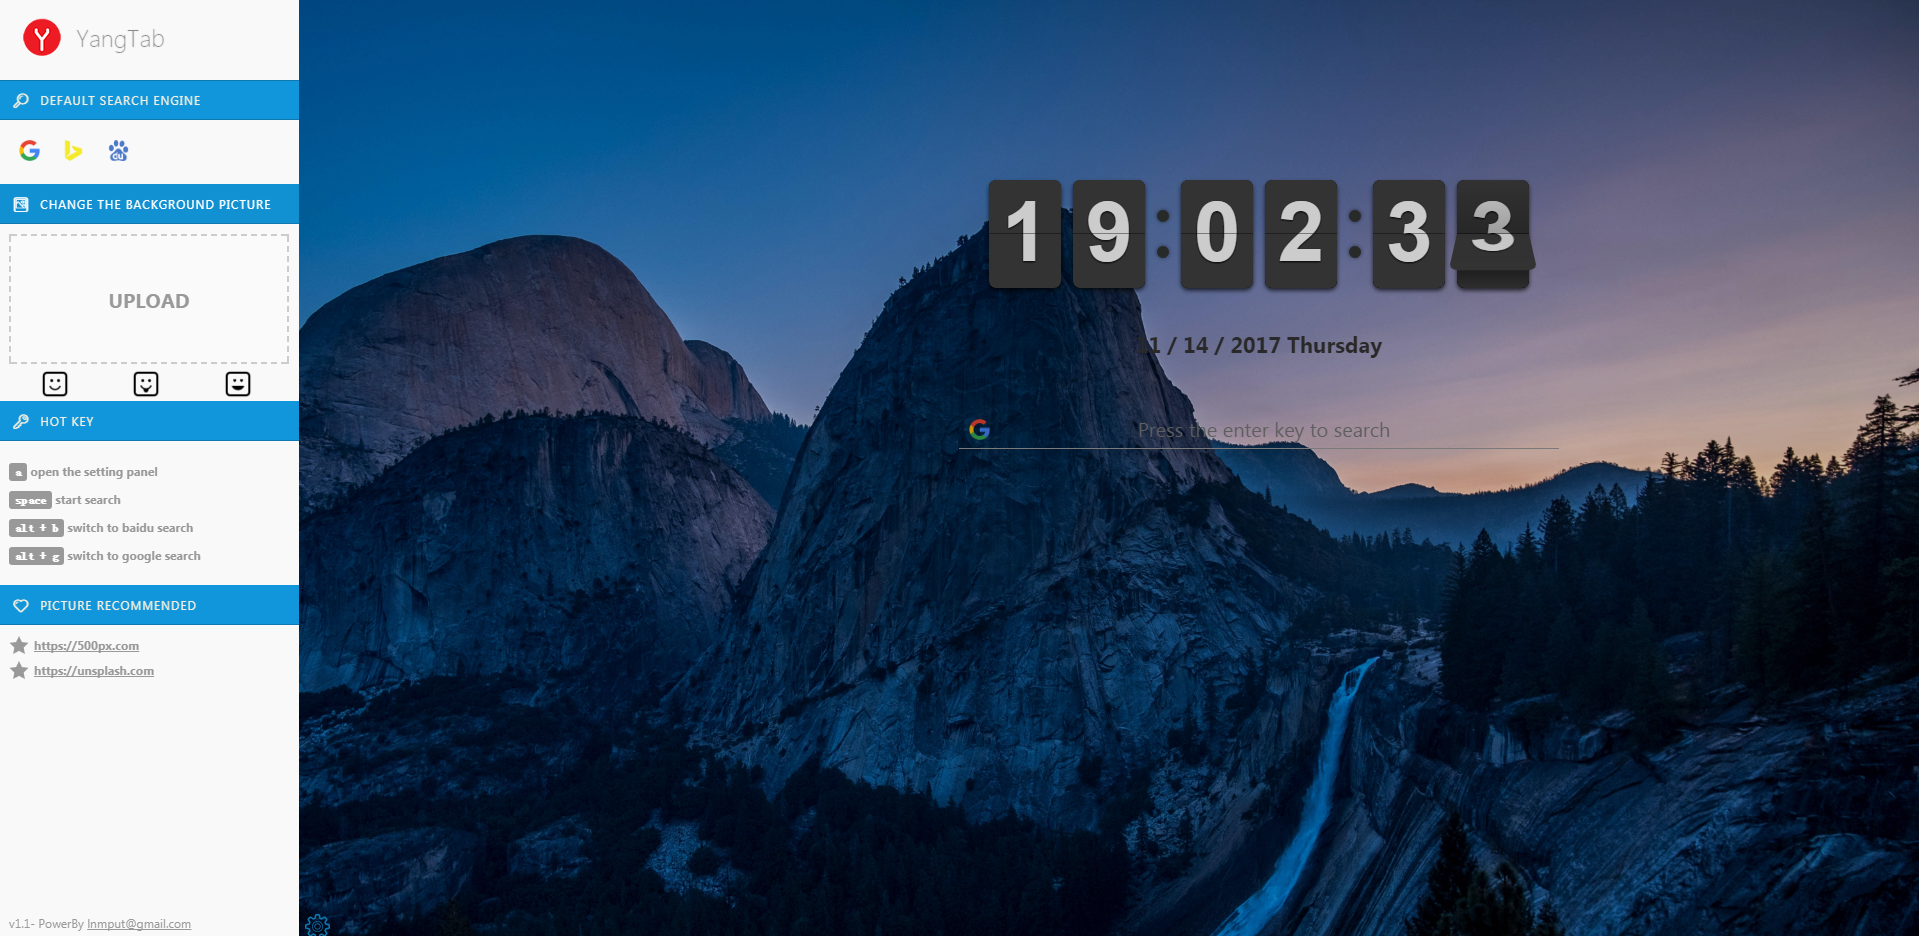 YangTab
DEFAULT SEARCH ENGINE
du
CHANGE THE BACKGROUND PICTURE
UPLOAD
HOT KEY
a open the setting panel
space start search
alt + b switch to baidu search
alt + g switch to google search
PICTURE RECOMMENDED
https://500px.com
https://unsplash.com
v1.1- PowerBy lnmput@gmail.com
19:02:33
11 / 14 / 2017 Thursday
Press the enter key to search